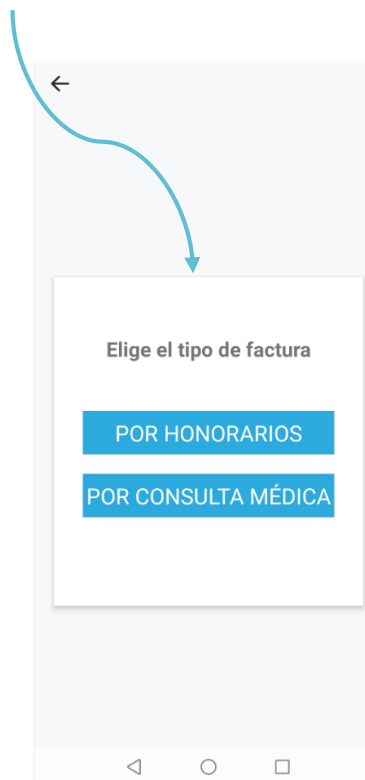 Elige el tipo de factura
POR HONORARIOS
POR CONSULTA MÉDICA